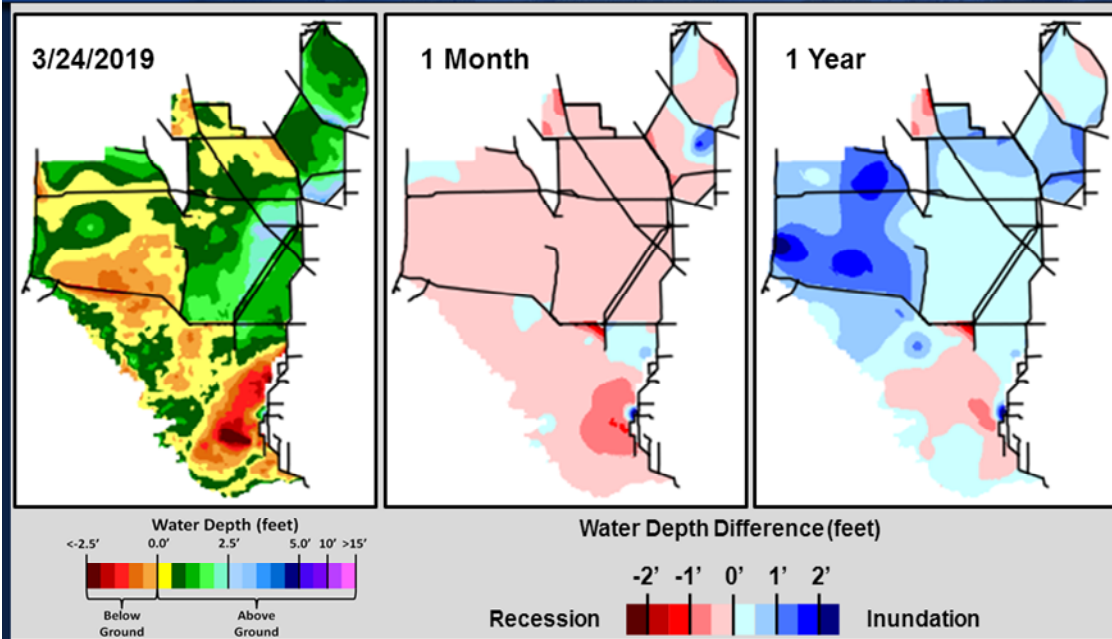 3/24/2019
1 Month
1 Year
Water Depth (feet)
<-2.5' 0.0' 2.5' 5.0' 10' >15'
Below
Ground
Above
Ground
Water Depth Difference (feet)
-2' -1' 0' 1' 2'
Recession
Inundation